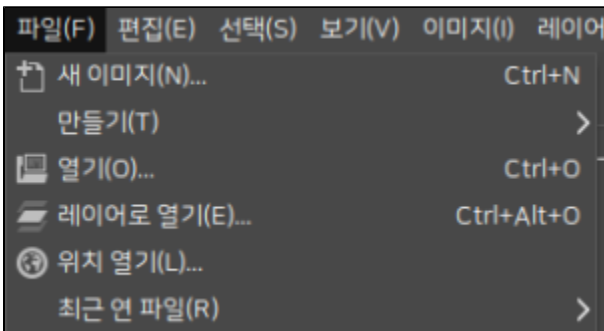 파일(F) 편집(E) 선택(S) 보기(V) 이미지(I) 레이어
새 이미지(N)... Ctrl+N
만들기(T)
열기(O)... Ctrl+O
레이어로 열기(E)... Ctrl+Alt+O
위치 열기(L)...
최근 연 파일(R)